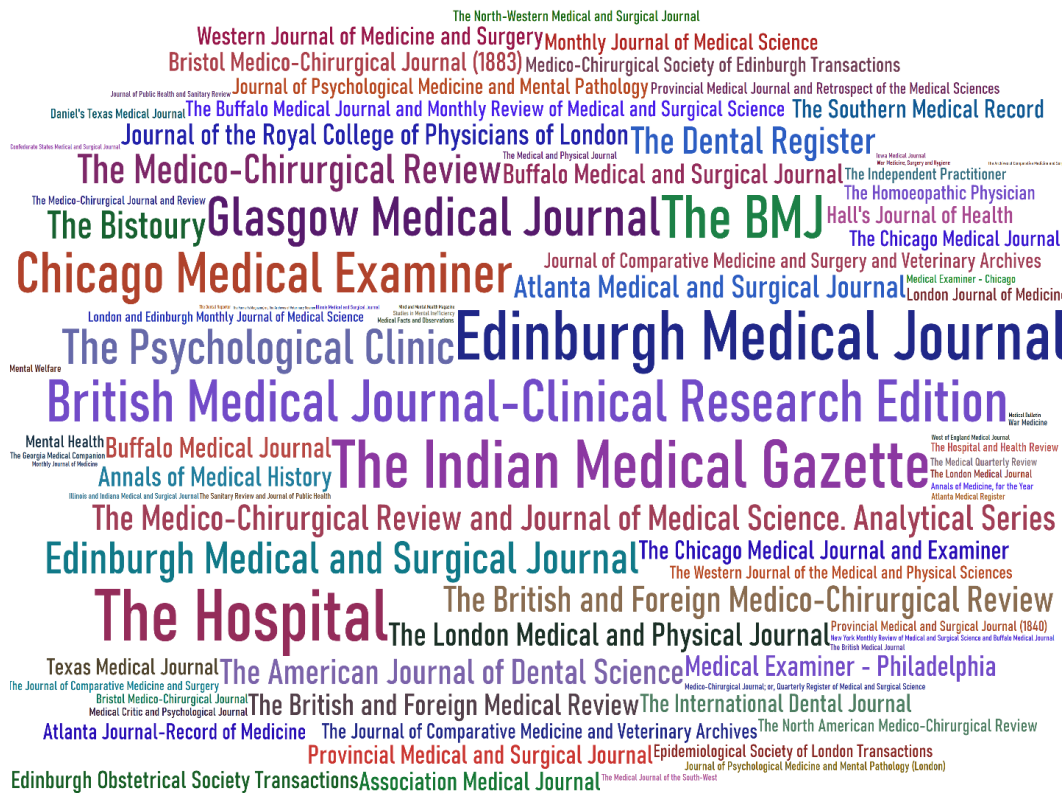 The North-Western Medical and Surgical Journal
Western Journal of Medicine and Surgery Monthly Journal of Medical Science
Bristol Medico-Chirurgical Journal (1883) Medico-Chirurgical Society of Edinburgh Transactions
Journal of Public Health and Sanitary Review Journal of Psychological Medicine and Mental Pathology Provincial Medical Journal and Retrospect of the Medical Sciences
Daniel's Texas Medical Journal The Buffalo Medical Journal and Monthly Review of Medical and Surgical Science The Southern Medical Record
Confederate States Medical and Surgical Journal Journal of the Royal College of Physicians of London The Dental Register
The Medico-Chirurgical Review The Medical and Physical Journal Iowa Medical Journal
War Medicine, Surgery and Hygiene
Buffalo Medical and Surgical Journal The Independent Practitioner
The Homoeopathic Physician
The Medico-Chirurgical Journal and Review
The Bistoury Glasgow Medical Journal The BMJ Hall's Journal of Health
The Chicago Medical Journal
Chicago Medical Examiner Journal of Comparative Medicine and Surgery and Veterinary Archives
Atlanta Medical and Surgical Journal Medical Examiner - Chicago
London Journal of Medicine
London and Edinburgh Monthly Journal of Medical Science Studies in Mental Inefficiency
Medical Facts and Observations
The Psychological Clinic Edinburgh Medical Journal
Mental Welfare
British Medical Journal-Clinical Research Edition Medical Bulletin
War Medicine
Mental Health Buffalo Medical Journal The Indian Medical Gazette West of England Medical Journal
The Hospital and Health Review
The Georgia Medical Companion
Monthly Journal of Medicine
The Medical Quarterly Review
Annals of Medical History The London Medical Journal
Annals of Medicine, for the Year
Illinois and Indiana Medical and Surgical Journal The Sanitary Review and Journal of Public Health Atlanta Medical Register
The Medico-Chirurgical Review and Journal of Medical Science. Analytical Series
Edinburgh Medical and Surgical Journal The Chicago Medical Journal and Examiner
The Western Journal of the Medical and Physical Sciences
The Hospital The British and Foreign Medico-Chirurgical Review
The London Medical and Physical Journal Provincial Medical and Surgical Journal (1840)
New York Monthly Review of Medical and Surgical Science and Buffalo Medical Journal
The British Medical Journal
Texas Medical Journal The American Journal of Dental Science Medical Examiner - Philadelphia
The Journal of Comparative Medicine and Surgery Medico-Chirurgical Journal; or, Quarterly Register of Medical and Surgical Science
Bristol Medico-Chirurgical Journal The British and Foreign Medical Review The International Dental Journal
Medical Critic and Psychological Journal
Atlanta Journal-Record of Medicine The Journal of Comparative Medicine and Veterinary Archives The North American Medico-Chirurgical Review
Provincial Medical and Surgical Journal Epidemiological Society of London Transactions
Journal of Psychological Medicine and Mental Pathology (London)
Edinburgh Obstetrical Society Transactions Association Medical Journal The Medical Journal of the South-West